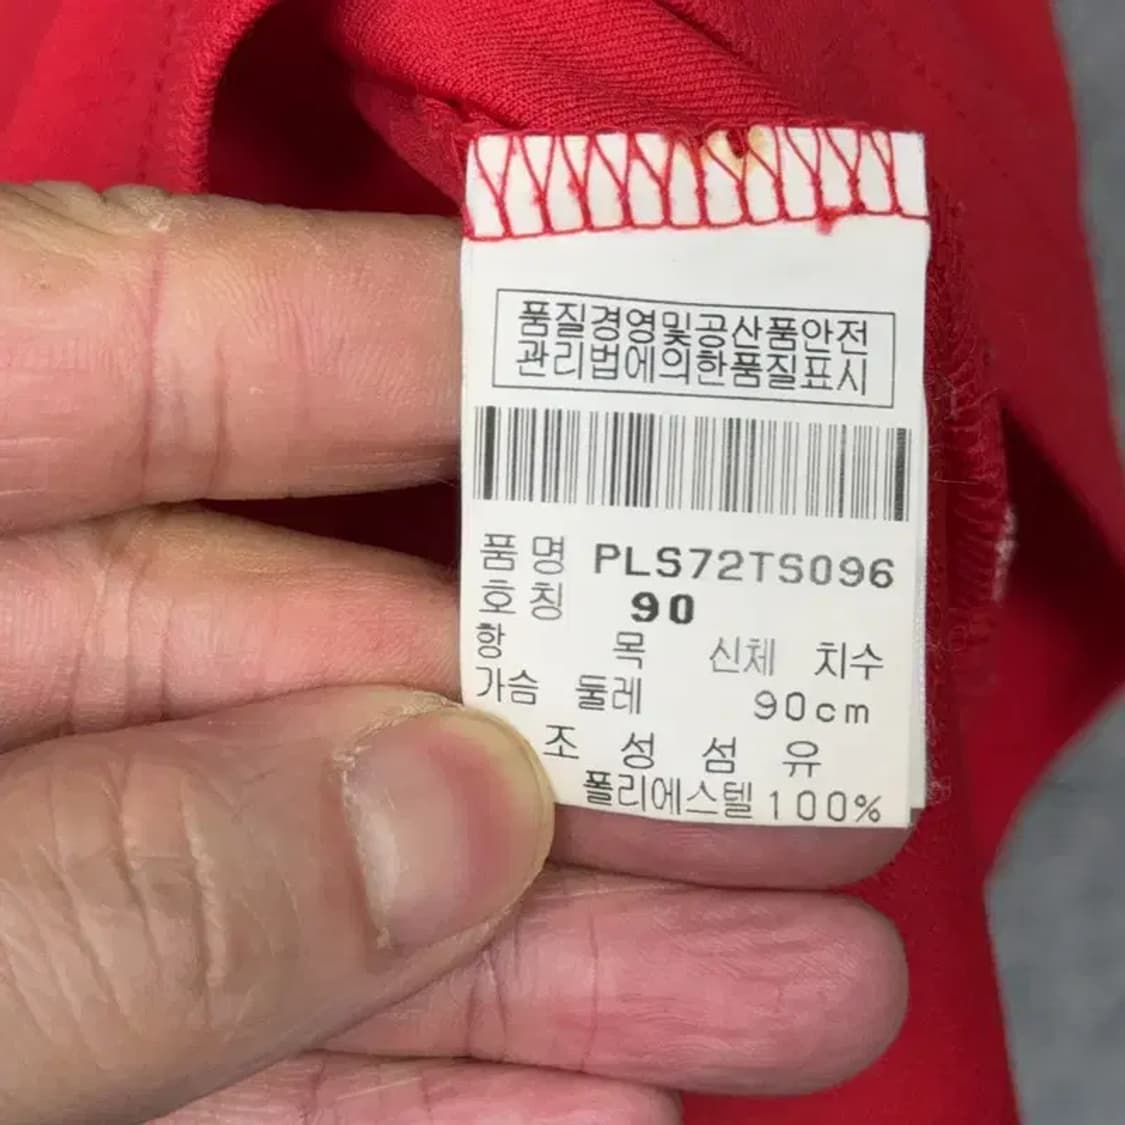 품질경영및공산품안전
관리법에의한품질표시
품 명 PLS72TS096
호 칭 90
항 목 신체 치수
가슴 둘레 90cm
조 성 섬 유
폴리에스텔100%